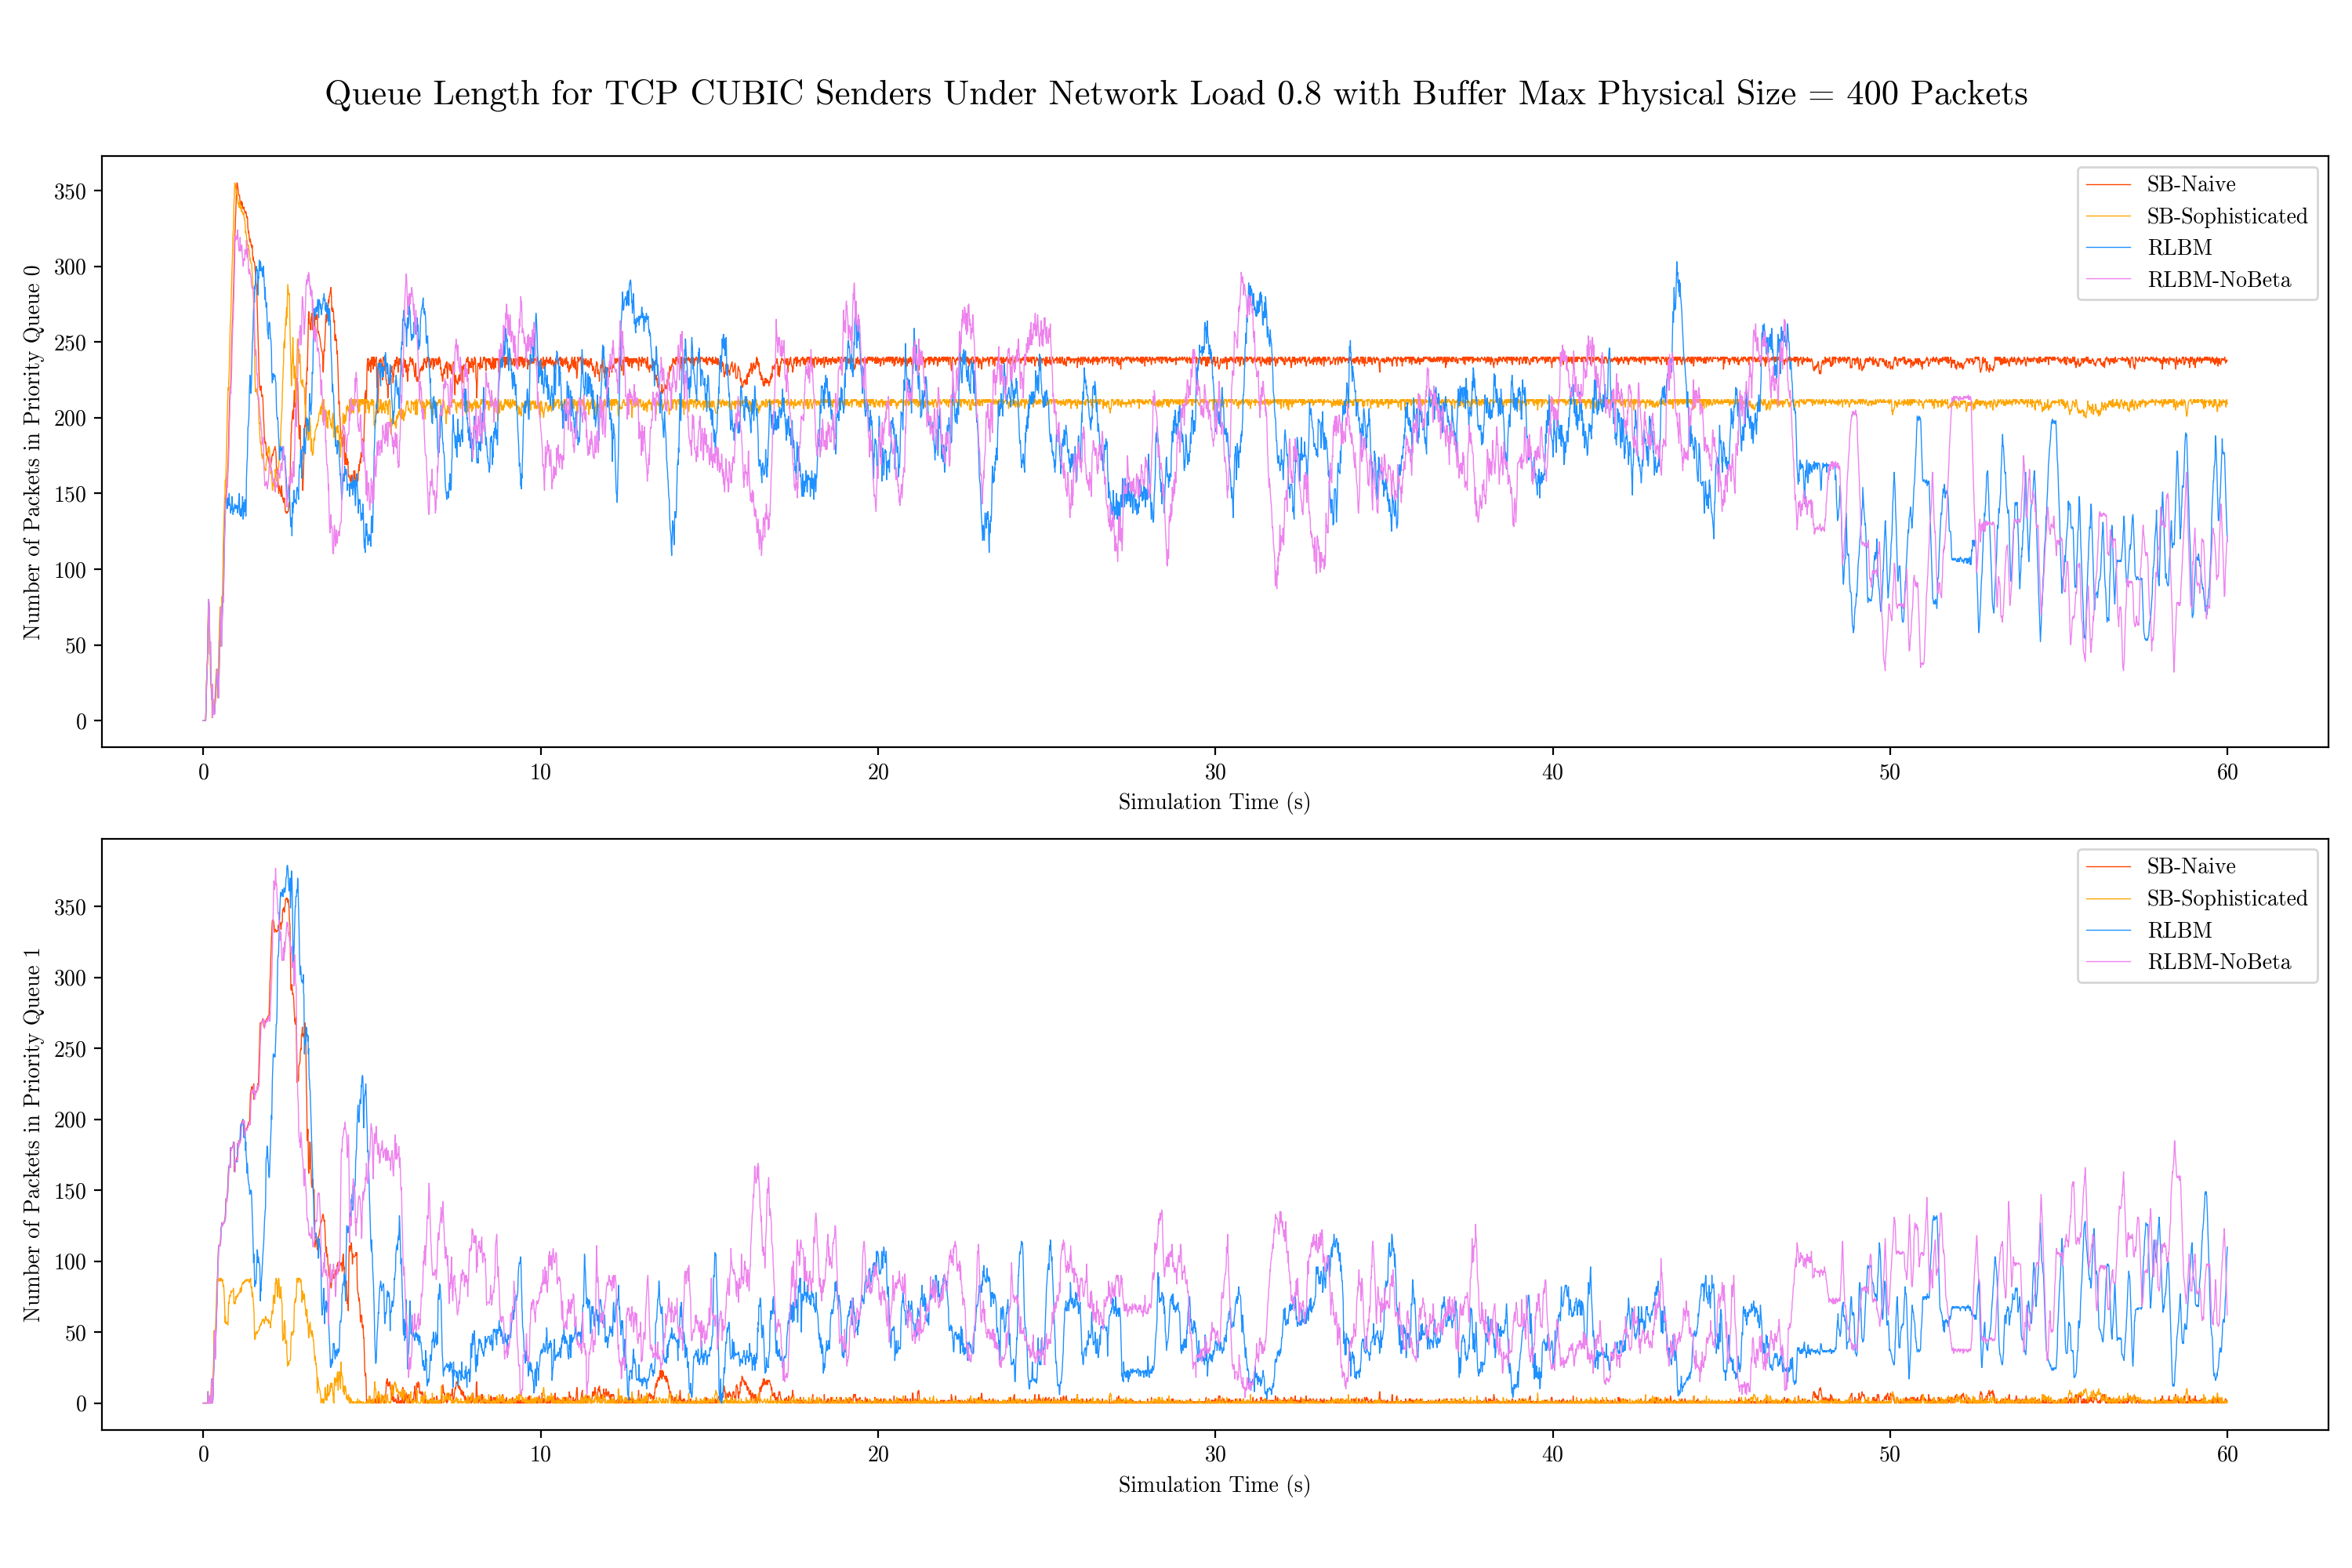 Queue Length for TCP CUBIC Senders Under Network Load 0.8 with Buffer Max Physical Size = 400 Packets
Number of Packets in Priority Queue 0
350
300
250
200
150
100
50
0
SB-Naive
SB-Sophisticated
RLBM
RLBM-NoBeta
0 10 20 30 40 50 60
Simulation Time (s)
Number of Packets in Priority Queue 1
350
300
250
200
150
100
50
0
SB-Naive
SB-Sophisticated
RLBM
RLBM-NoBeta
0 10 20 30 40 50 60
Simulation Time (s)